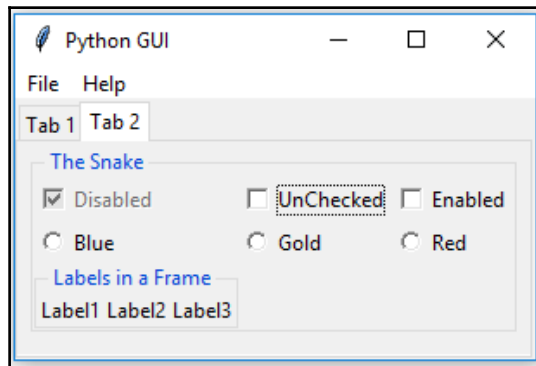 Python GUI
File Help
Tab 1 Tab 2
The Snake
Disabled UnChecked Enabled
Blue Gold Red
Labels in a Frame
Label1 Label2 Label3